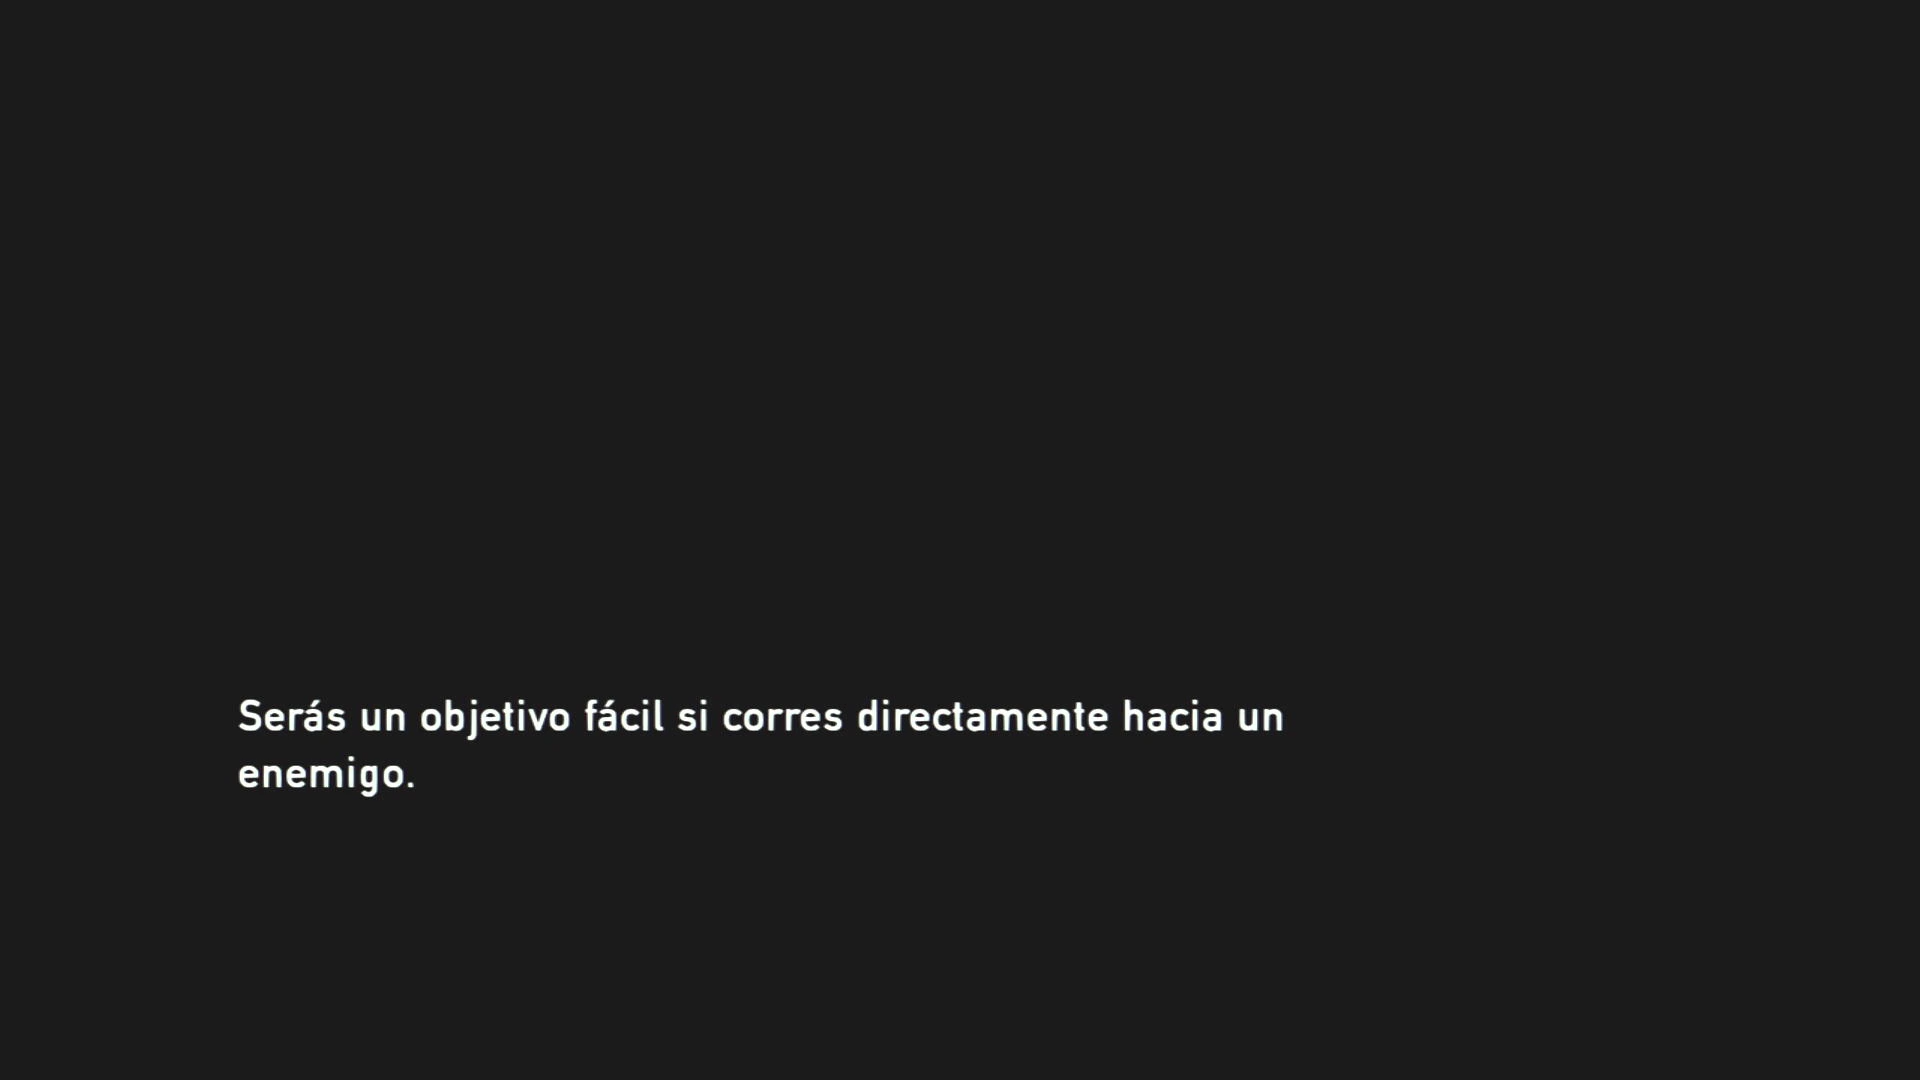 Serás un objetivo fácil si corres directamente hacia un
enemigo.